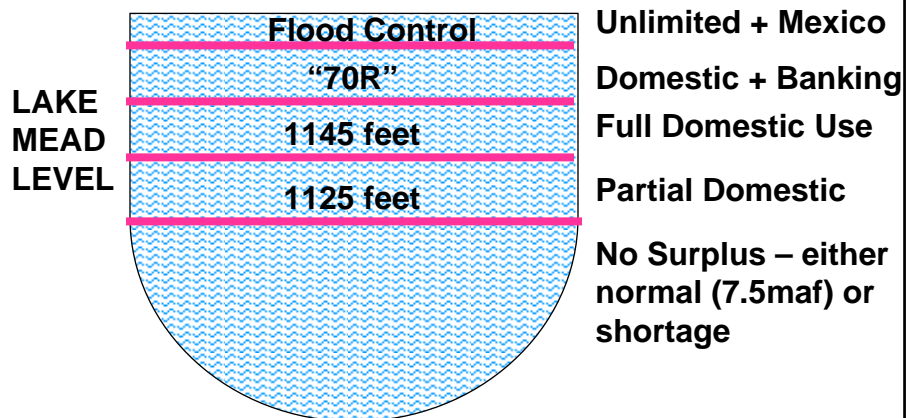 Flood Control
Unlimited + Mexico
“70R”
Domestic + Banking
LAKE
MEAD
LEVEL
1145 feet
Full Domestic Use
1125 feet
Partial Domestic
No Surplus – either
normal (7.5maf) or
shortage